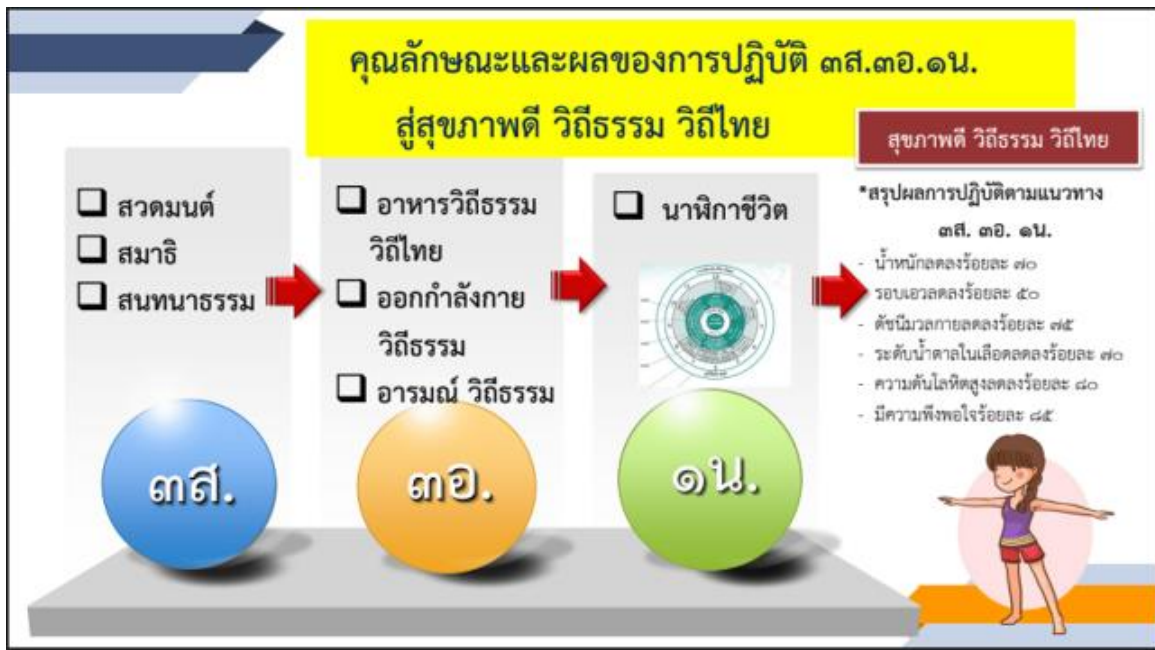 คุณลักษณะและผลของการปฏิบัติ ๓ส.๓อ.๑น.
สู่สุขภาพดี วิถีธรรม วิถีไทย
สวดมนต์
สมาธิ
สนทนาธรรม
๓ส.
อาหารวิถีธรรม
วิถีไทย
ออกกำลังกาย
วิถีธรรม
อารมณ์ วิถีธรรม
๓อ.
นาฬิกาชีวิต
๑น.
สุขภาพดี วิถีธรรม วิถีไทย
*สรุปผลการปฏิบัติตามแนวทาง
๓ส. ๓อ. ๑น.
- น้ำหนักลดลงร้อยละ ๗๐
- รอบเอวลดลงร้อยละ ๕๐
- ดัชนีมวลกายลดลงร้อยละ ๗๕
- ระดับน้ำตาลในเลือดลดลงร้อยละ ๗๐
- ความดันโลหิตสูงลดลงร้อยละ ๘๐
- มีความพึงพอใจร้อยละ ๘๕